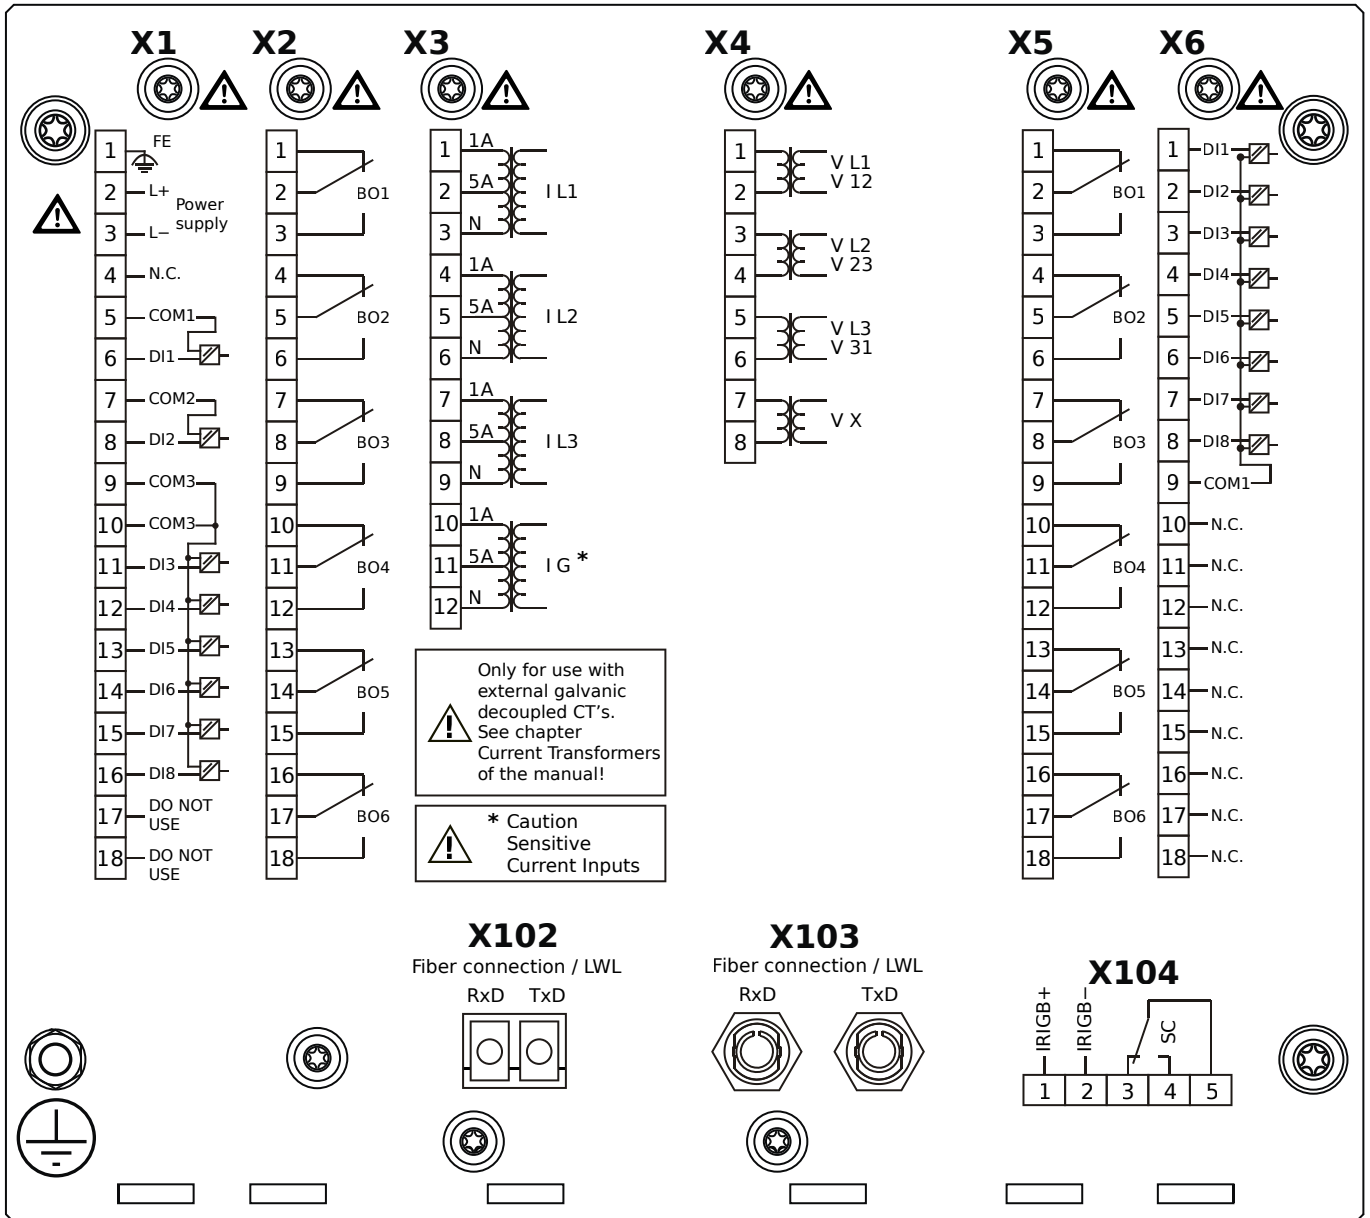 X1
X2
X3
X4
X5
X6
1 FE
2 L+
Power
supply
3 L−
4 N.C.
5 COM1
6 DI1
7 COM2
8 DI2
9 COM3
10 COM3
11 DI3
12 DI4
13 DI5
14 DI6
15 DI7
16 DI8
17 DO NOT
USE
18 DO NOT
USE
1
2 BO1
3
4
5 BO2
6
7
8 BO3
9
10
11 BO4
12
13
14 BO5
15
16
17 BO6
18
1 1A
2 5A I L1
3 N
4 1A
5 5A I L2
6 N
7 1A
8 5A I L3
9 N
10 1A
11 5A I G *
12 N
Only for use with
external galvanic
decoupled CT's.
See chapter
Current Transformers
of the manual!
* Caution
Sensitive
Current Inputs
1 V L1
2 V 12
3 V L2
4 V 23
5 V L3
6 V 31
7 V X
8
1
2 BO1
3
4
5 BO2
6
7
8 BO3
9
10
11 BO4
12
13
14 BO5
15
16
17 BO6
18
1 DI1
2 DI2
3 DI3
4 DI4
5 DI5
6 DI6
7 DI7
8 DI8
9 COM1
10 N.C.
11 N.C.
12 N.C.
13 N.C.
14 N.C.
15 N.C.
16 N.C.
17 N.C.
18 N.C.
X102
Fiber connection / LWL
RxD TxD
X103
Fiber connection / LWL
RxD TxD
X104
IRIGB+
IRIGB−
SC
1 2 3 4 5